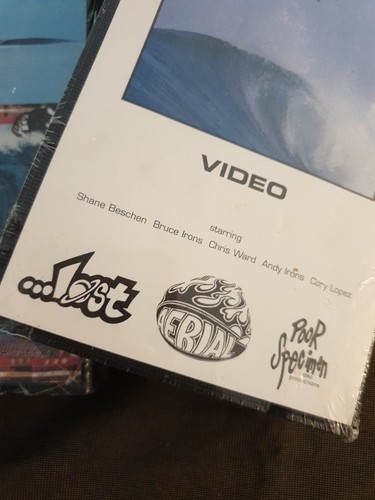 VIDEO
starring
Shane Beschen Bruce Irons Chris Ward Andy Irons Cory Lopez
...Lost
AERIAL
POOR
Specimen